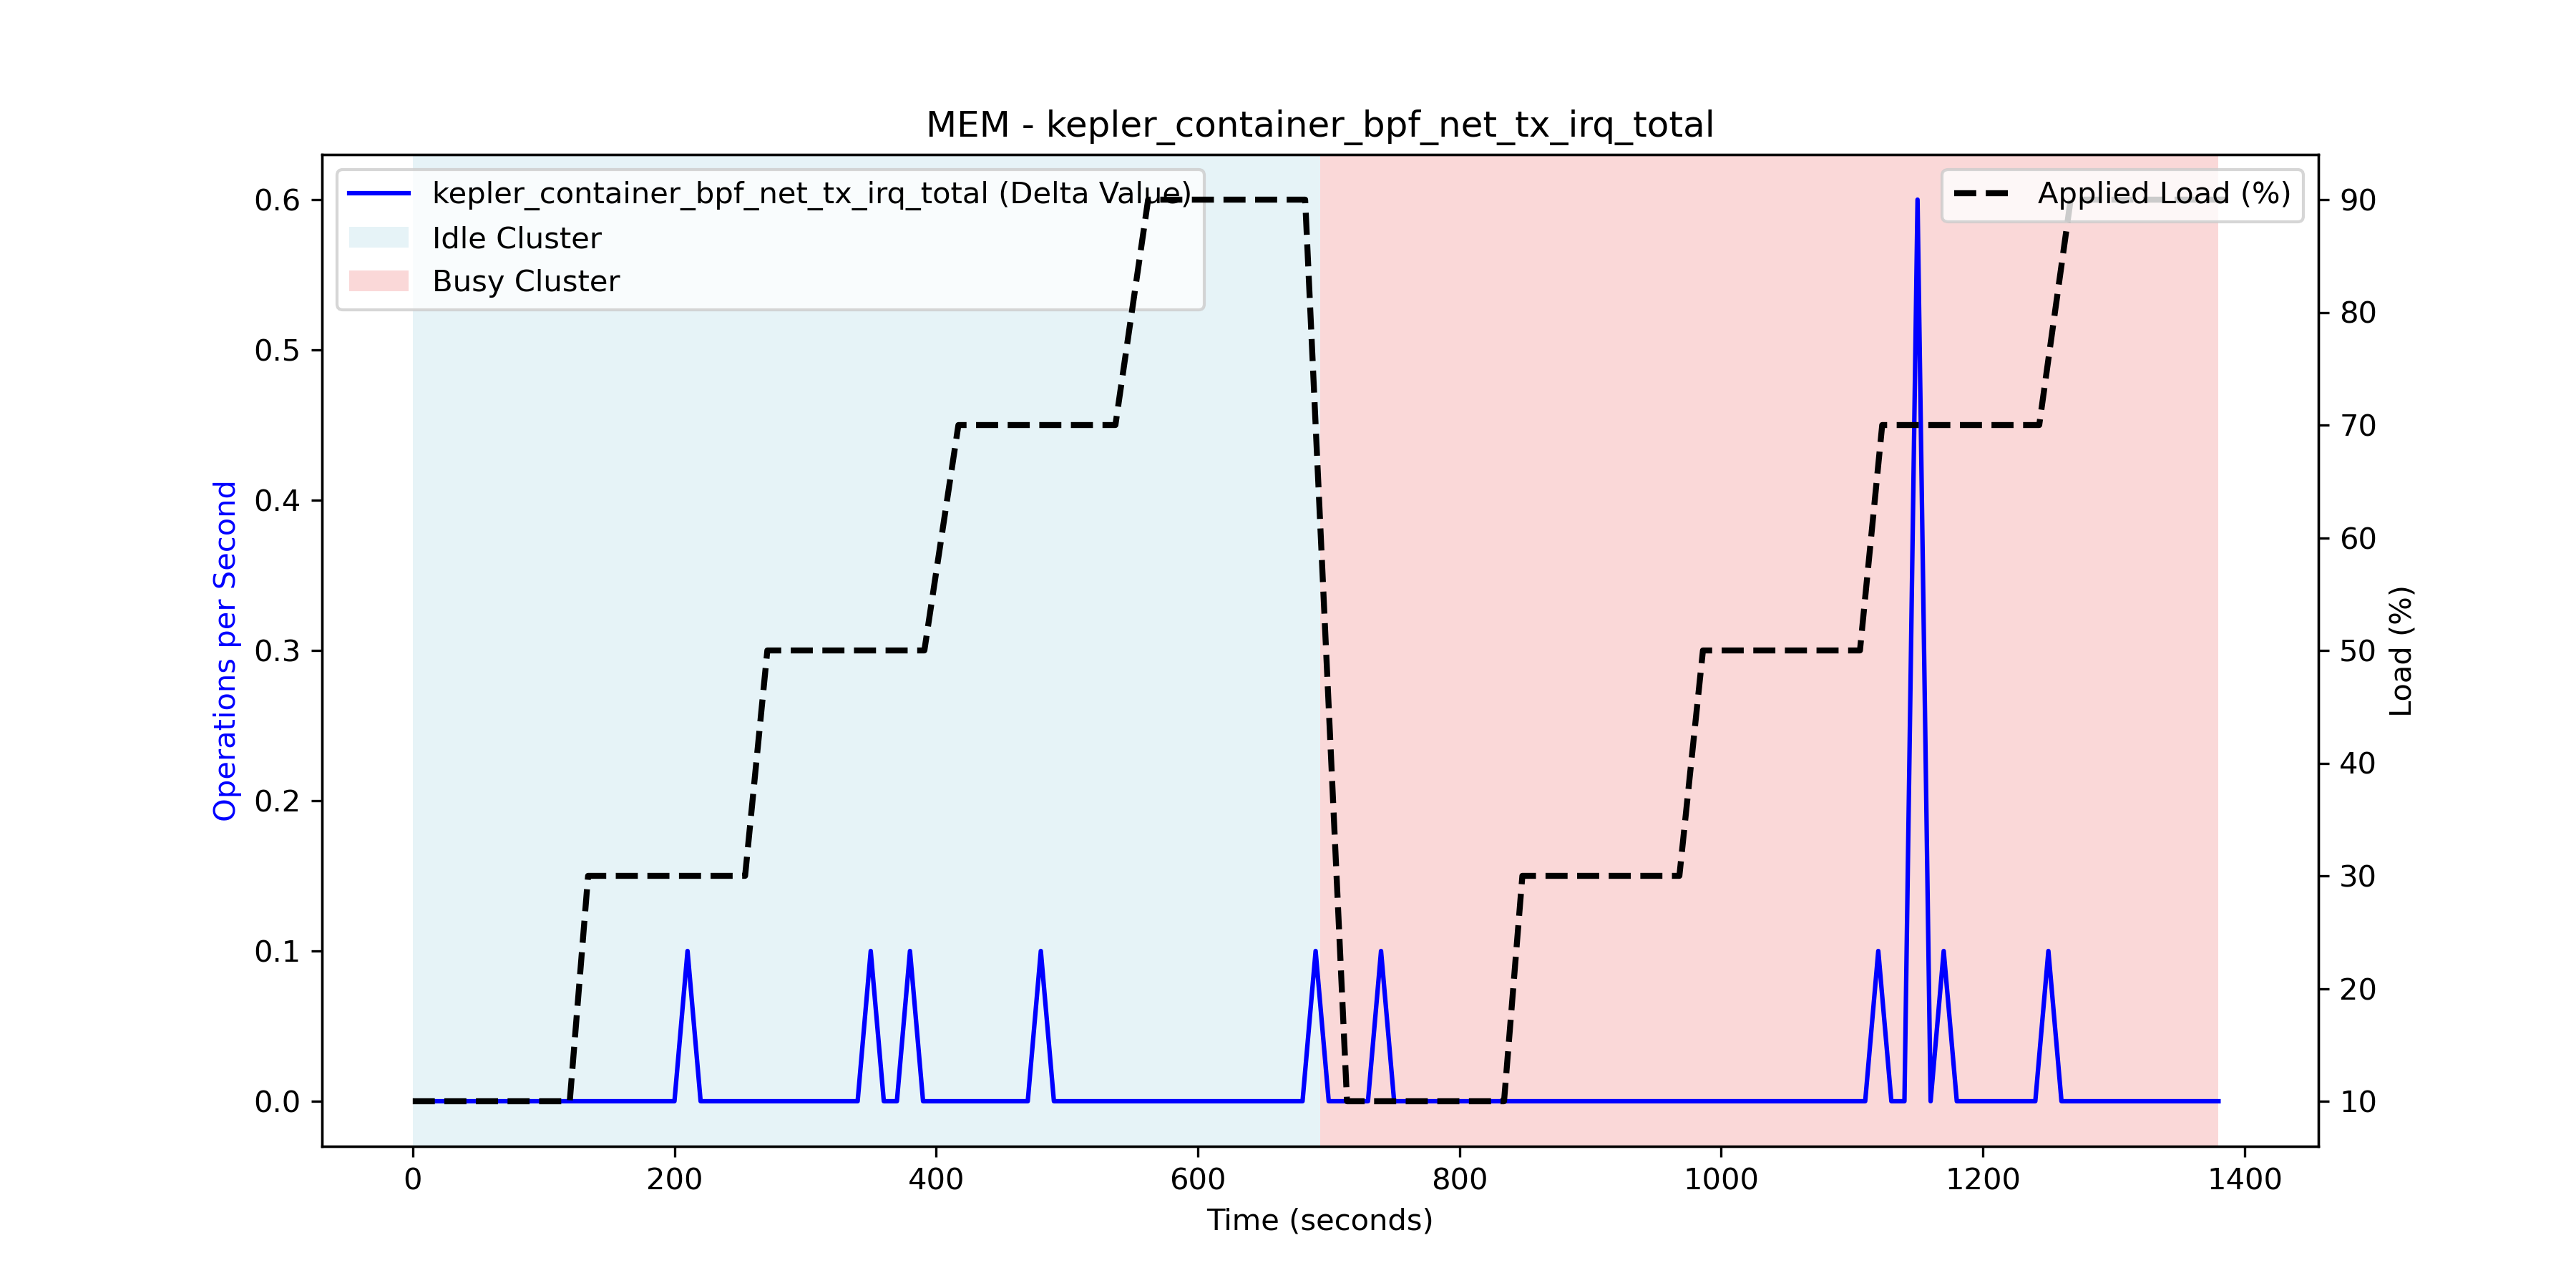 MEM - kepler_container_bpf_net_tx_irq_total
kepler_container_bpf_net_tx_irq_total (Delta Value)
Idle Cluster
Busy Cluster
Applied Load (%)
Operations per Second
0.6
0.5
0.4
0.3
0.2
0.1
0.0
90
80
70
60
50
40
30
20
10
Load (%)
0 200 400 600 800 1000 1200 1400
Time (seconds)